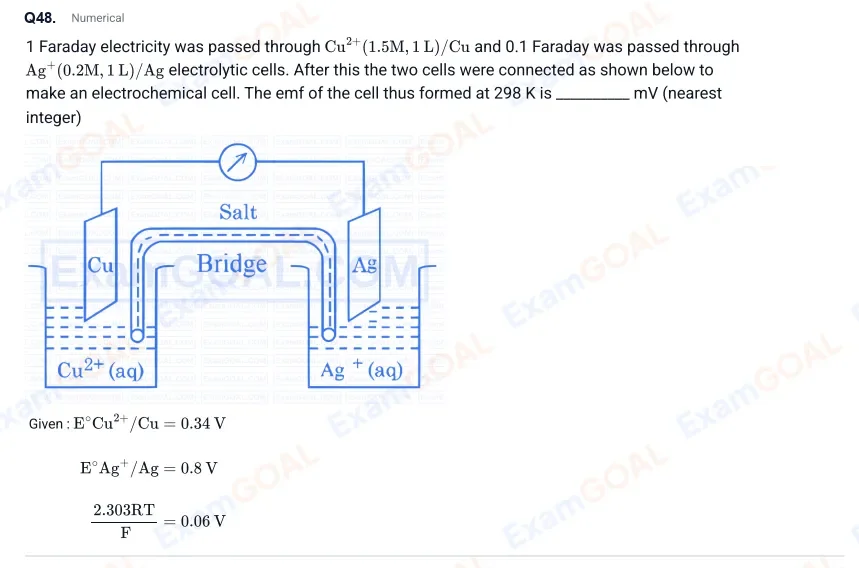 Q48. Numerical
1 Faraday electricity was passed through Cu²⁺(1.5M, 1 L)/Cu and 0.1 Faraday was passed through
Ag⁺(0.2M, 1 L)/Ag electrolytic cells. After this the two cells were connected as shown below to
make an electrochemical cell. The emf of the cell thus formed at 298 K is ________ mV (nearest
integer)
Salt
Cu Bridge Ag
Cu²⁺ (aq) Ag ⁺ (aq)
Given : E°Cu²⁺/Cu = 0.34 V
E°Ag⁺/Ag = 0.8 V
2.303RT
F
= 0.06 V
ExamGOAL
ExamGOAL.COM